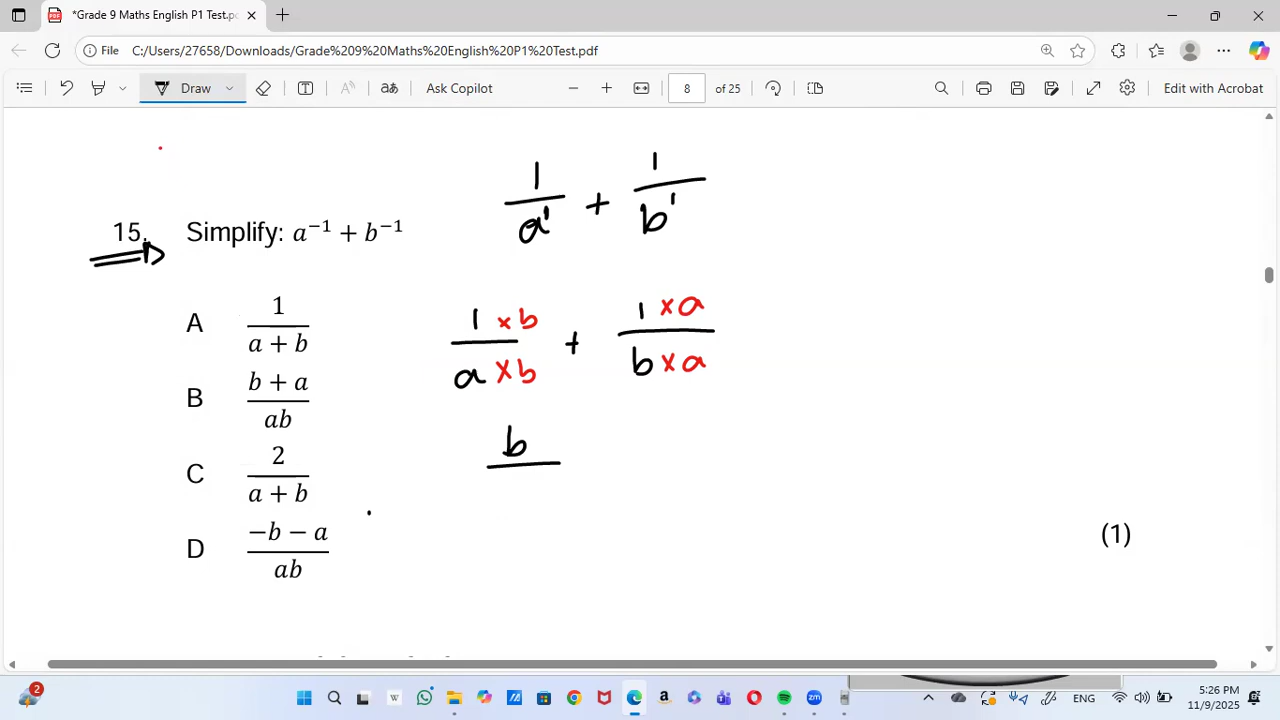 *Grade 9 Maths English P1 Test.pdf
File C:/Users/27658/Downloads/Grade%209%20Maths%20English%20P1%20Test.pdf
Draw Ask Copilot 8 of 25 Edit with Acrobat
1/a¹ + 1/b¹
15. Simplify: a⁻¹ + b⁻¹
A 1/(a + b)
(1 × b)/(a × b) + (1 × a)/(b × a)
B (b + a)/ab
b
C 2/(a + b)
D (−b − a)/ab
(1)
2
ENG
5:26 PM
11/9/2025